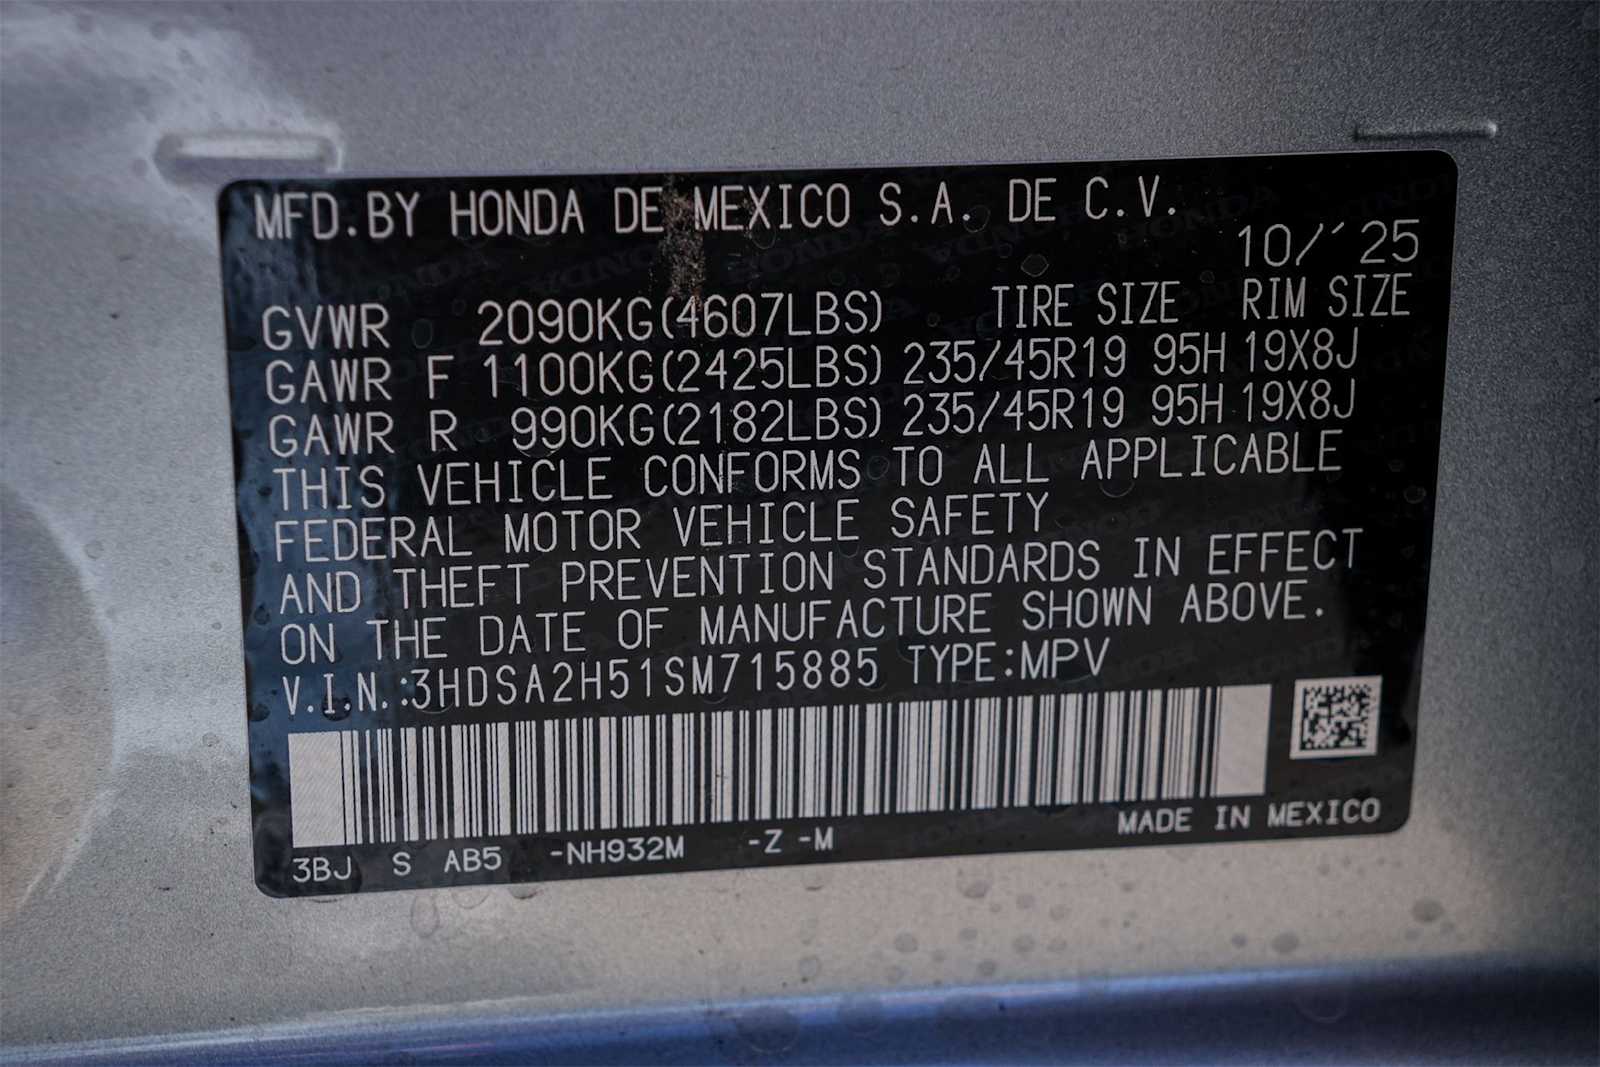 MFD.BY HONDA DE MEXICO S.A. DE C.V.
10/'25
GVWR 2090KG(4607LBS) TIRE SIZE RIM SIZE
GAWR F 1100KG(2425LBS) 235/45R19 95H 19X8J
GAWR R 990KG(2182LBS) 235/45R19 95H 19X8J
THIS VEHICLE CONFORMS TO ALL APPLICABLE
FEDERAL MOTOR VEHICLE SAFETY
AND THEFT PREVENTION STANDARDS IN EFFECT
ON THE DATE OF MANUFACTURE SHOWN ABOVE.
V.I.N.:3HDSA2H51SM715885 TYPE:MPV
3BJ S AB5 -NH932M -Z -M
MADE IN MEXICO